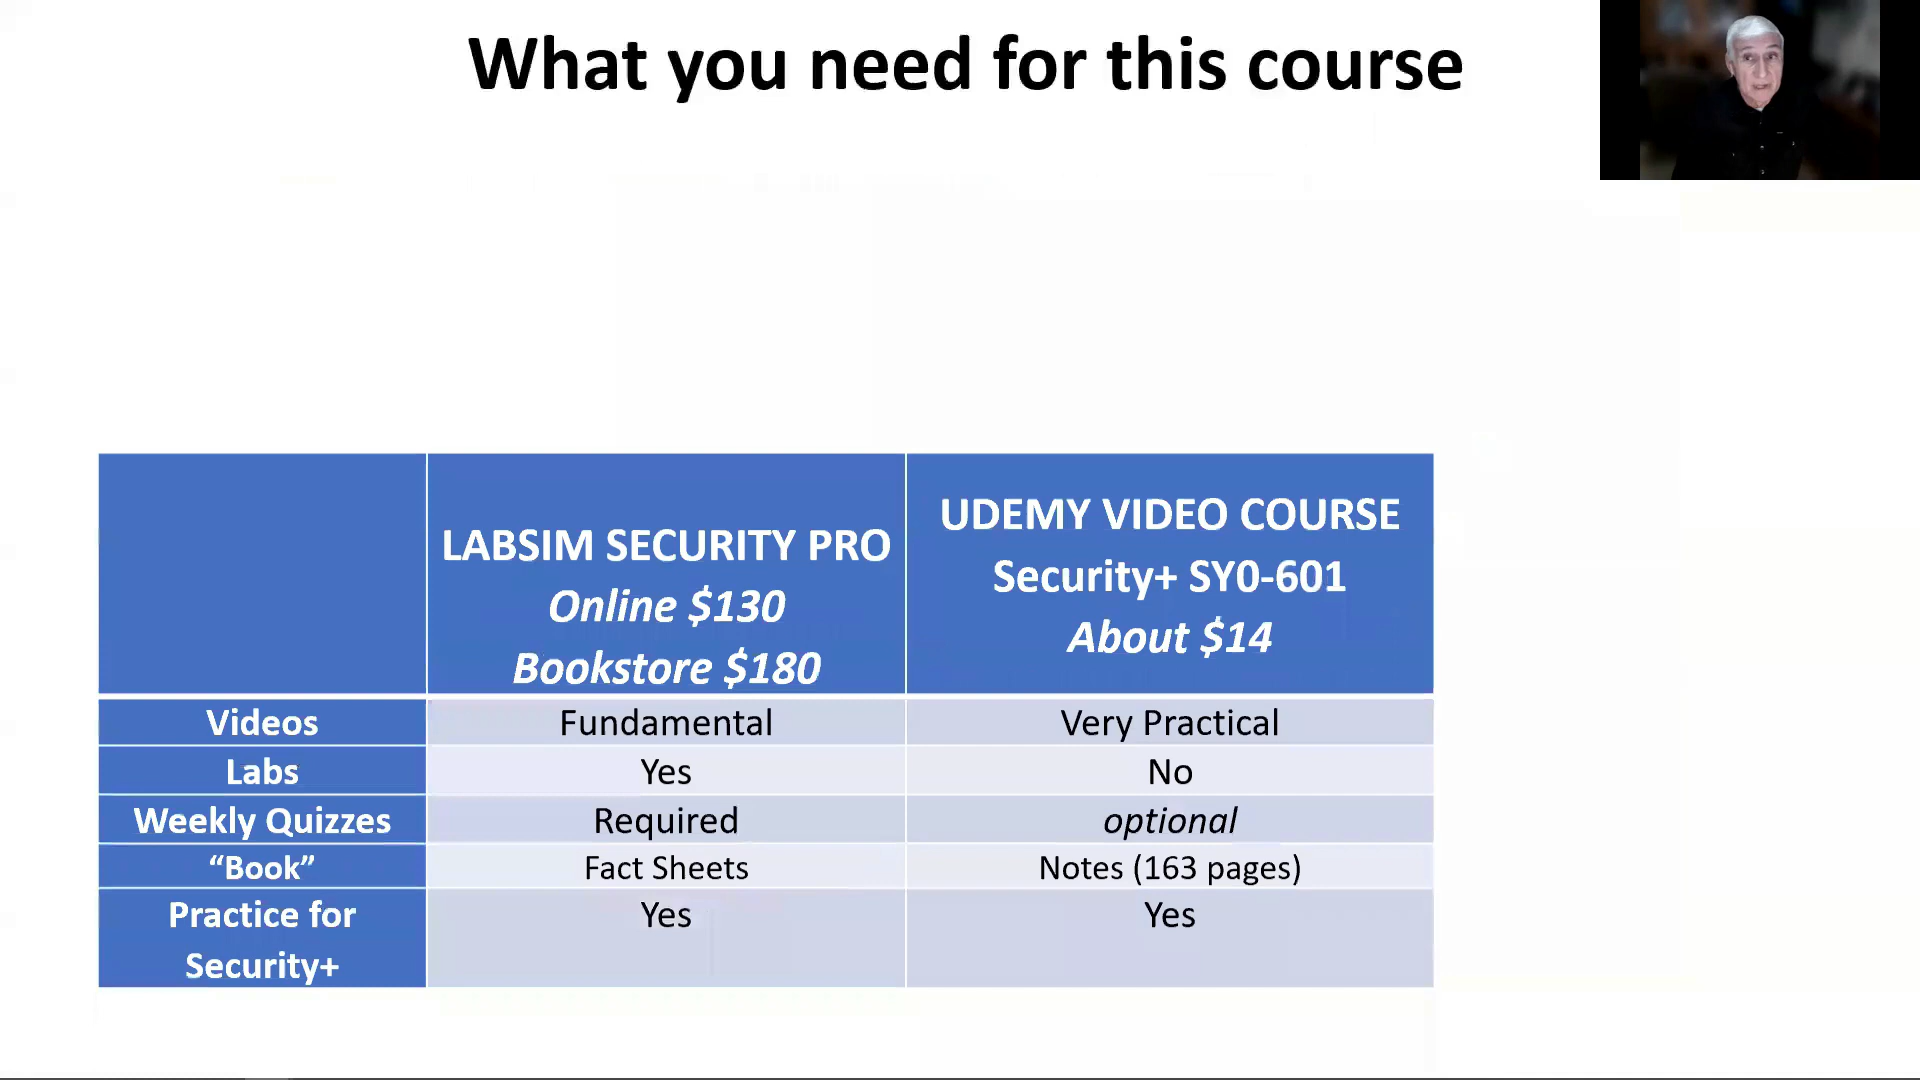 What you need for this course
LABSIM SECURITY PRO
Online $130
Bookstore $180
UDEMY VIDEO COURSE
Security+ SY0-601
About $14
Videos
Fundamental
Very Practical
Labs
Yes
No
Weekly Quizzes
Required
optional
“Book”
Fact Sheets
Notes (163 pages)
Practice for
Security+
Yes
Yes